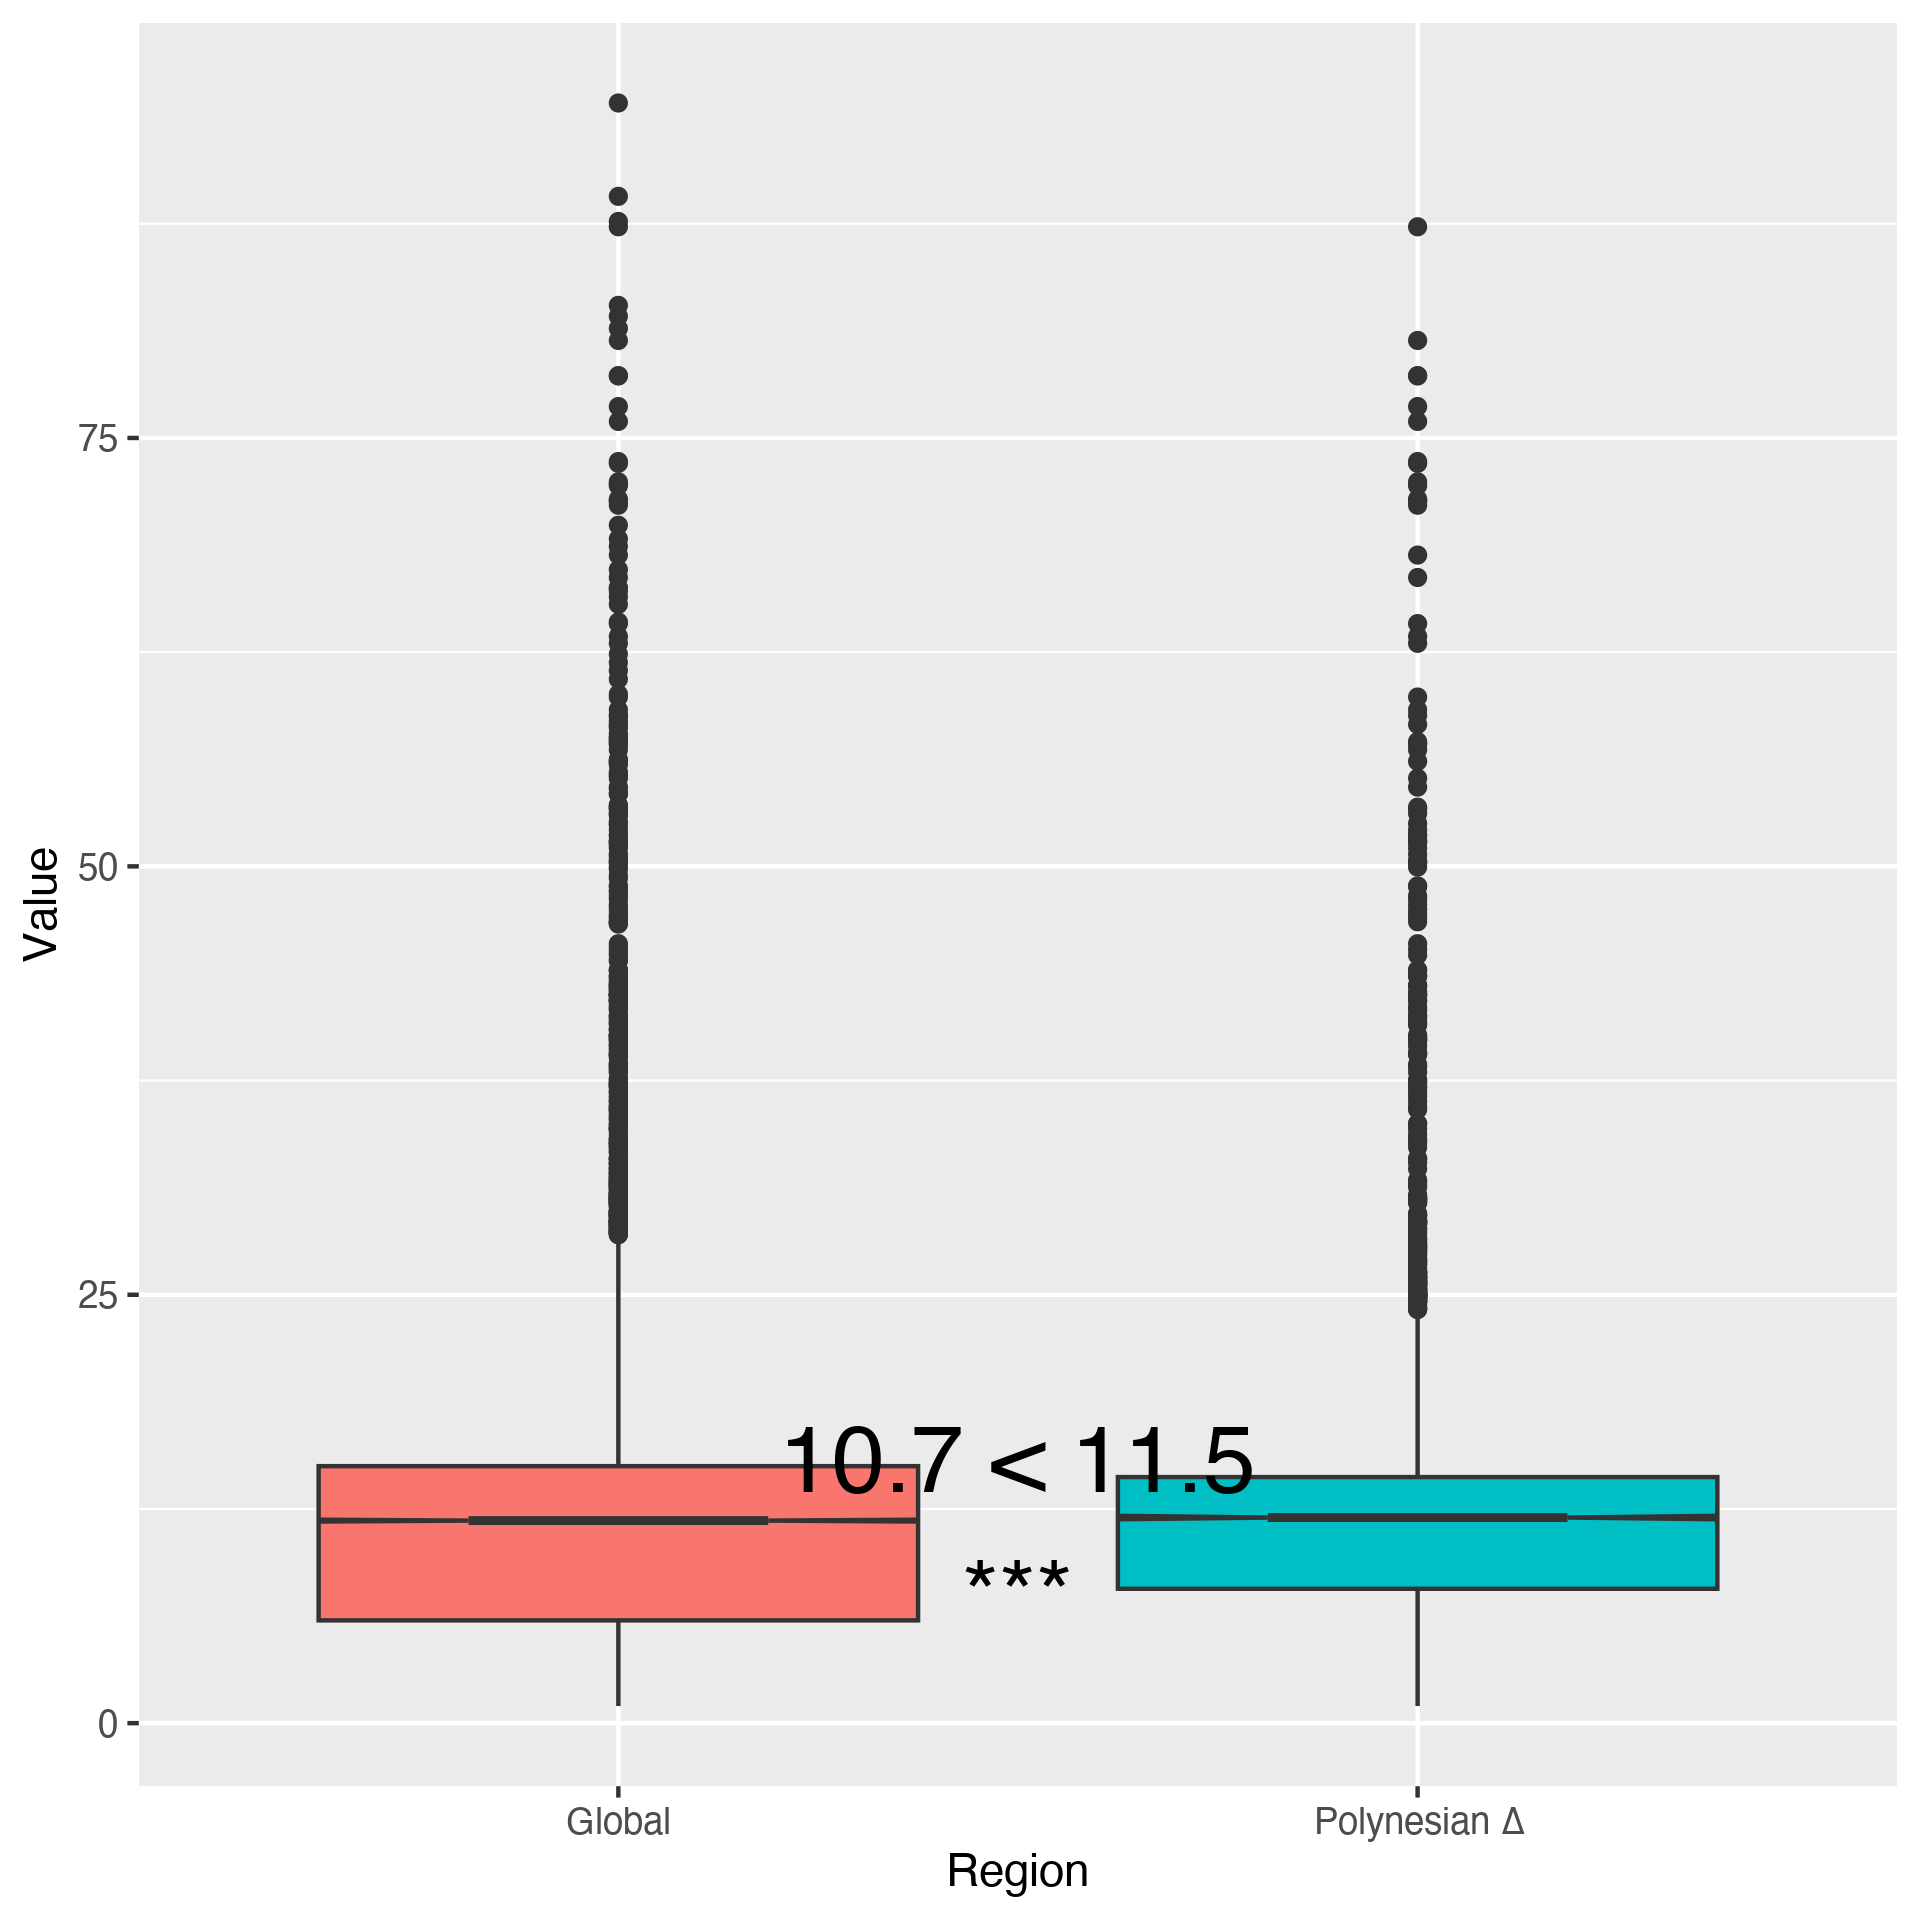 75
50
25
0
Value
10.7 < 11.5
***
Global
Polynesian Δ
Region